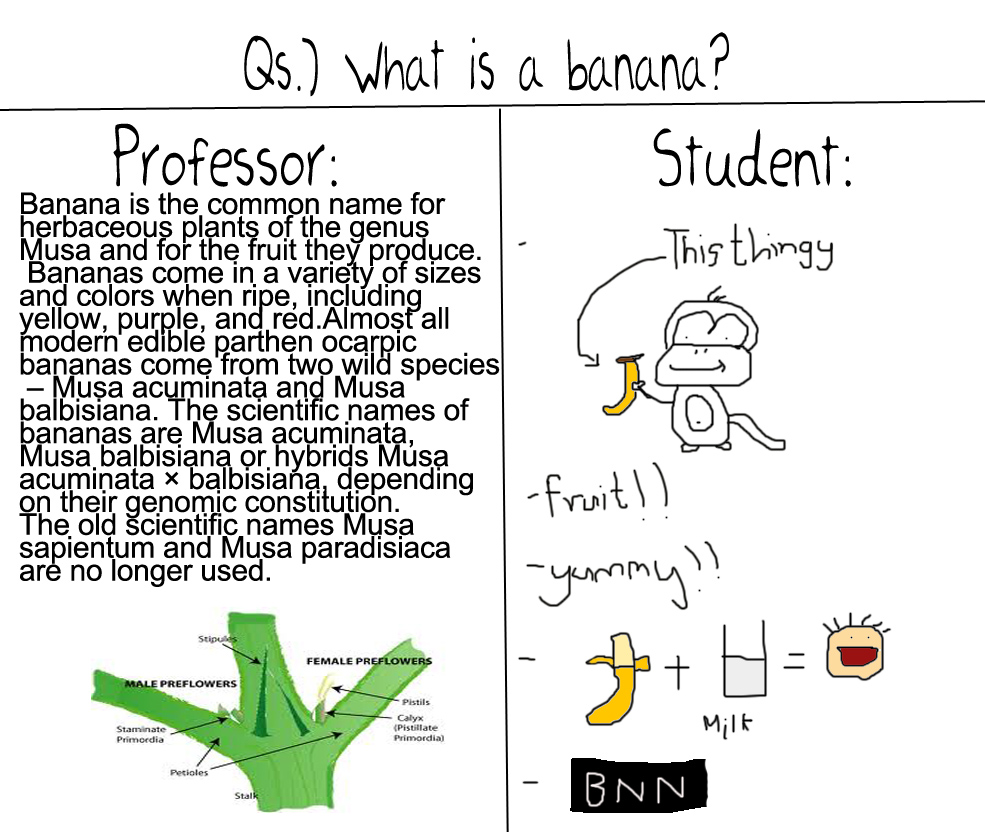 Qs.) What is a banana?
Professor:
Banana is the common name for
herbaceous plants of the genus
Musa and for the fruit they produce.
Bananas come in a variety of sizes
and colors when ripe, including
yellow, purple, and red.Almost all
modern edible parthen ocarpic
bananas come from two wild species
– Musa acuminata and Musa
balbisiana. The scientific names of
bananas are Musa acuminata,
Musa balbisiana or hybrids Musa
acuminata × balbisiana, depending
on their genomic constitution.
The old scientific names Musa
sapientum and Musa paradisiaca
are no longer used.
Stipules
FEMALE PREFLOWERS
MALE PREFLOWERS
Pistils
Calyx
(Pistillate
Primordia)
Staminate
Primordia
Petioles
Stalk
Student:
- This thingy
-fruit!!
-yummy!!
- + =
Milk
- BNN